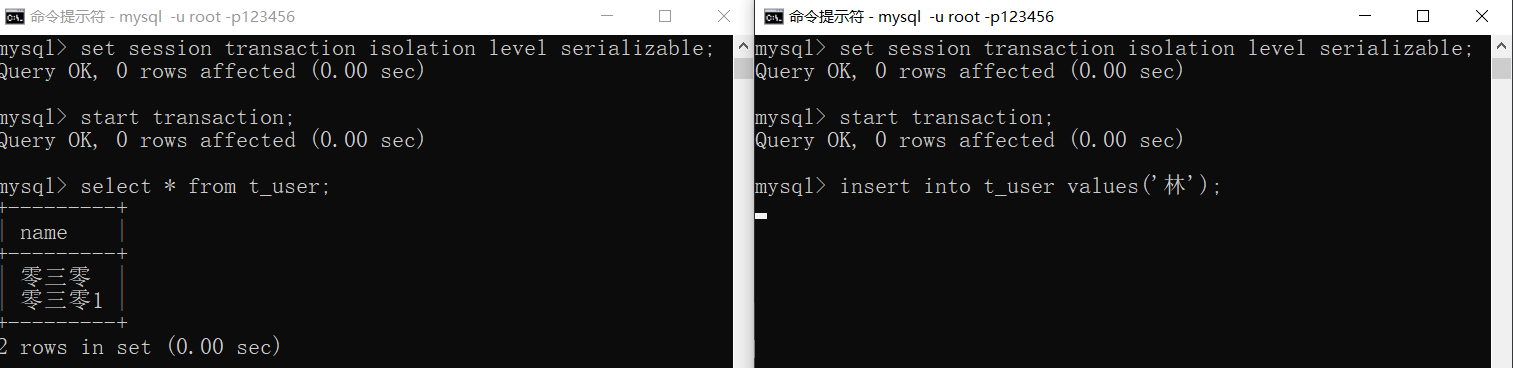 命令提示符 - mysql  -u root -p123456
mysql> set session transaction isolation level serializable;
Query OK, 0 rows affected (0.00 sec)
mysql> start transaction;
Query OK, 0 rows affected (0.00 sec)
mysql> select * from t_user;
+---------+
| name    |
+---------+
| 零三零  |
| 零三零1 |
+---------+
2 rows in set (0.00 sec)
命令提示符 - mysql  -u root -p123456
mysql> set session transaction isolation level serializable;
Query OK, 0 rows affected (0.00 sec)
mysql> start transaction;
Query OK, 0 rows affected (0.00 sec)
mysql> insert into t_user values('林');